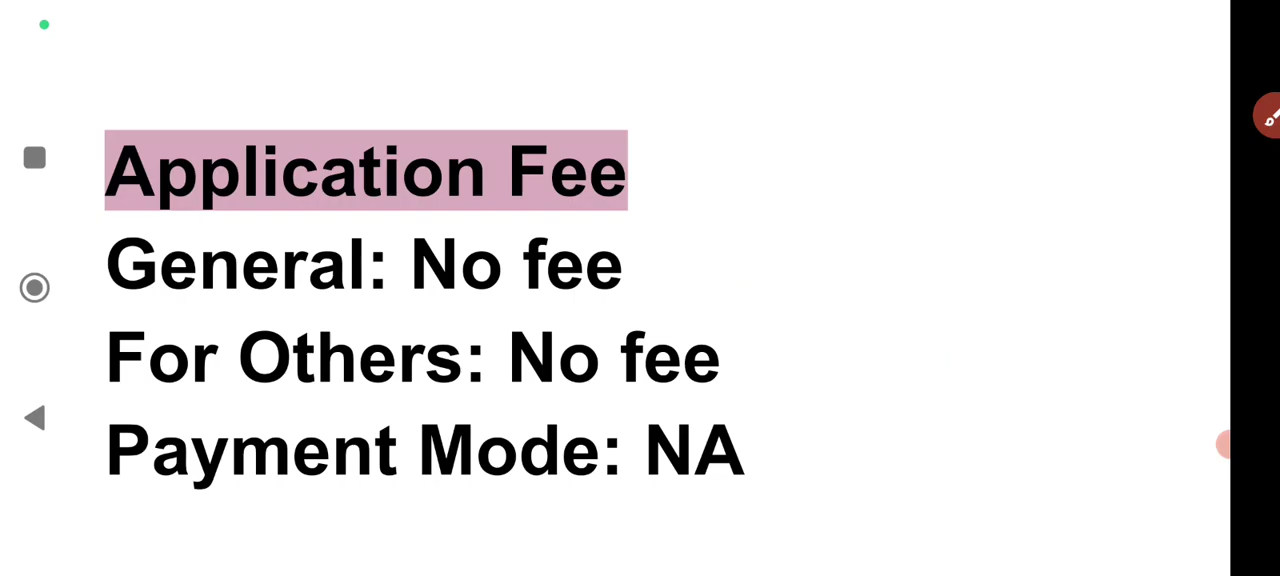 Application Fee
General: No fee
For Others: No fee
Payment Mode: NA